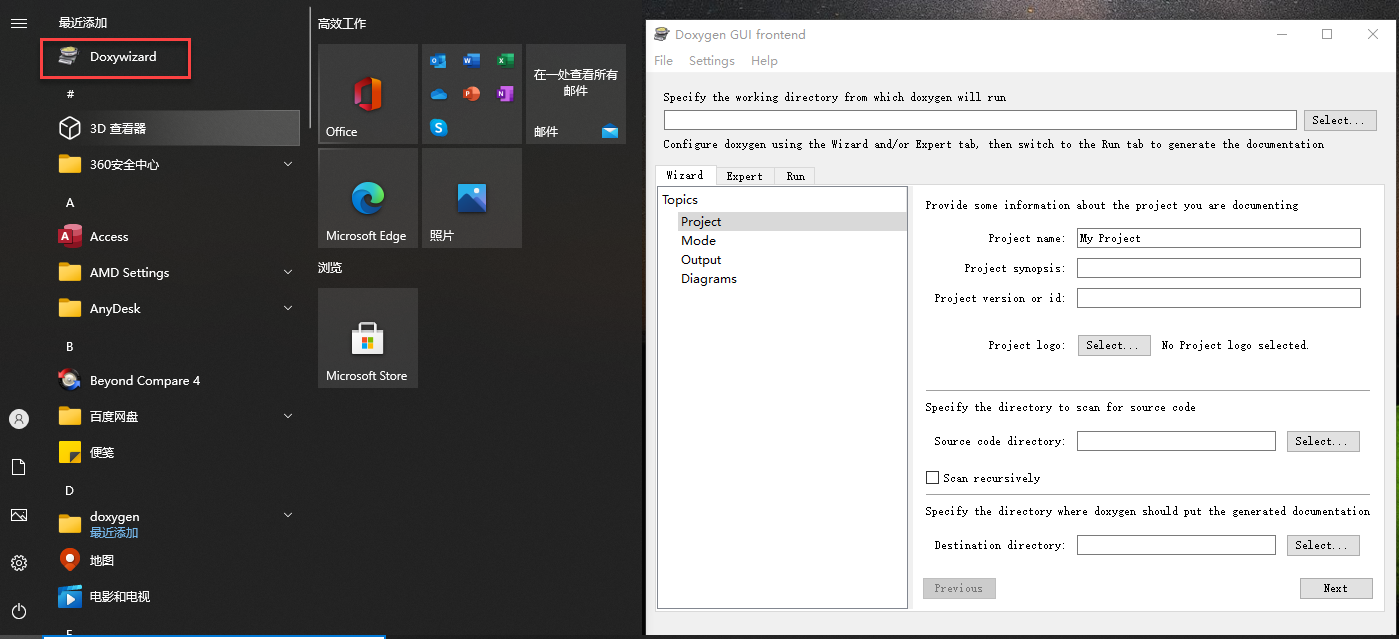 最近添加
Doxywizard
#
3D 查看器
360安全中心
A
Access
AMD Settings
AnyDesk
B
Beyond Compare 4
百度网盘
便笺
D
doxygen
最近添加
地图
电影和电视
高效工作
Office
在一处查看所有
邮件
邮件
Microsoft Edge
照片
浏览
Microsoft Store
Doxygen GUI frontend
File Settings Help
Specify the working directory from which doxygen will run
Select...
Configure doxygen using the Wizard and/or Expert tab, then switch to the Run tab to generate the documentation
Wizard Expert Run
Topics
Project
Mode
Output
Diagrams
Provide some information about the project you are documenting
Project name: My Project
Project synopsis:
Project version or id:
Project logo: Select... No Project logo selected.
Specify the directory to scan for source code
Source code directory: Select...
Scan recursively
Specify the directory where doxygen should put the generated documentation
Destination directory: Select...
Previous Next